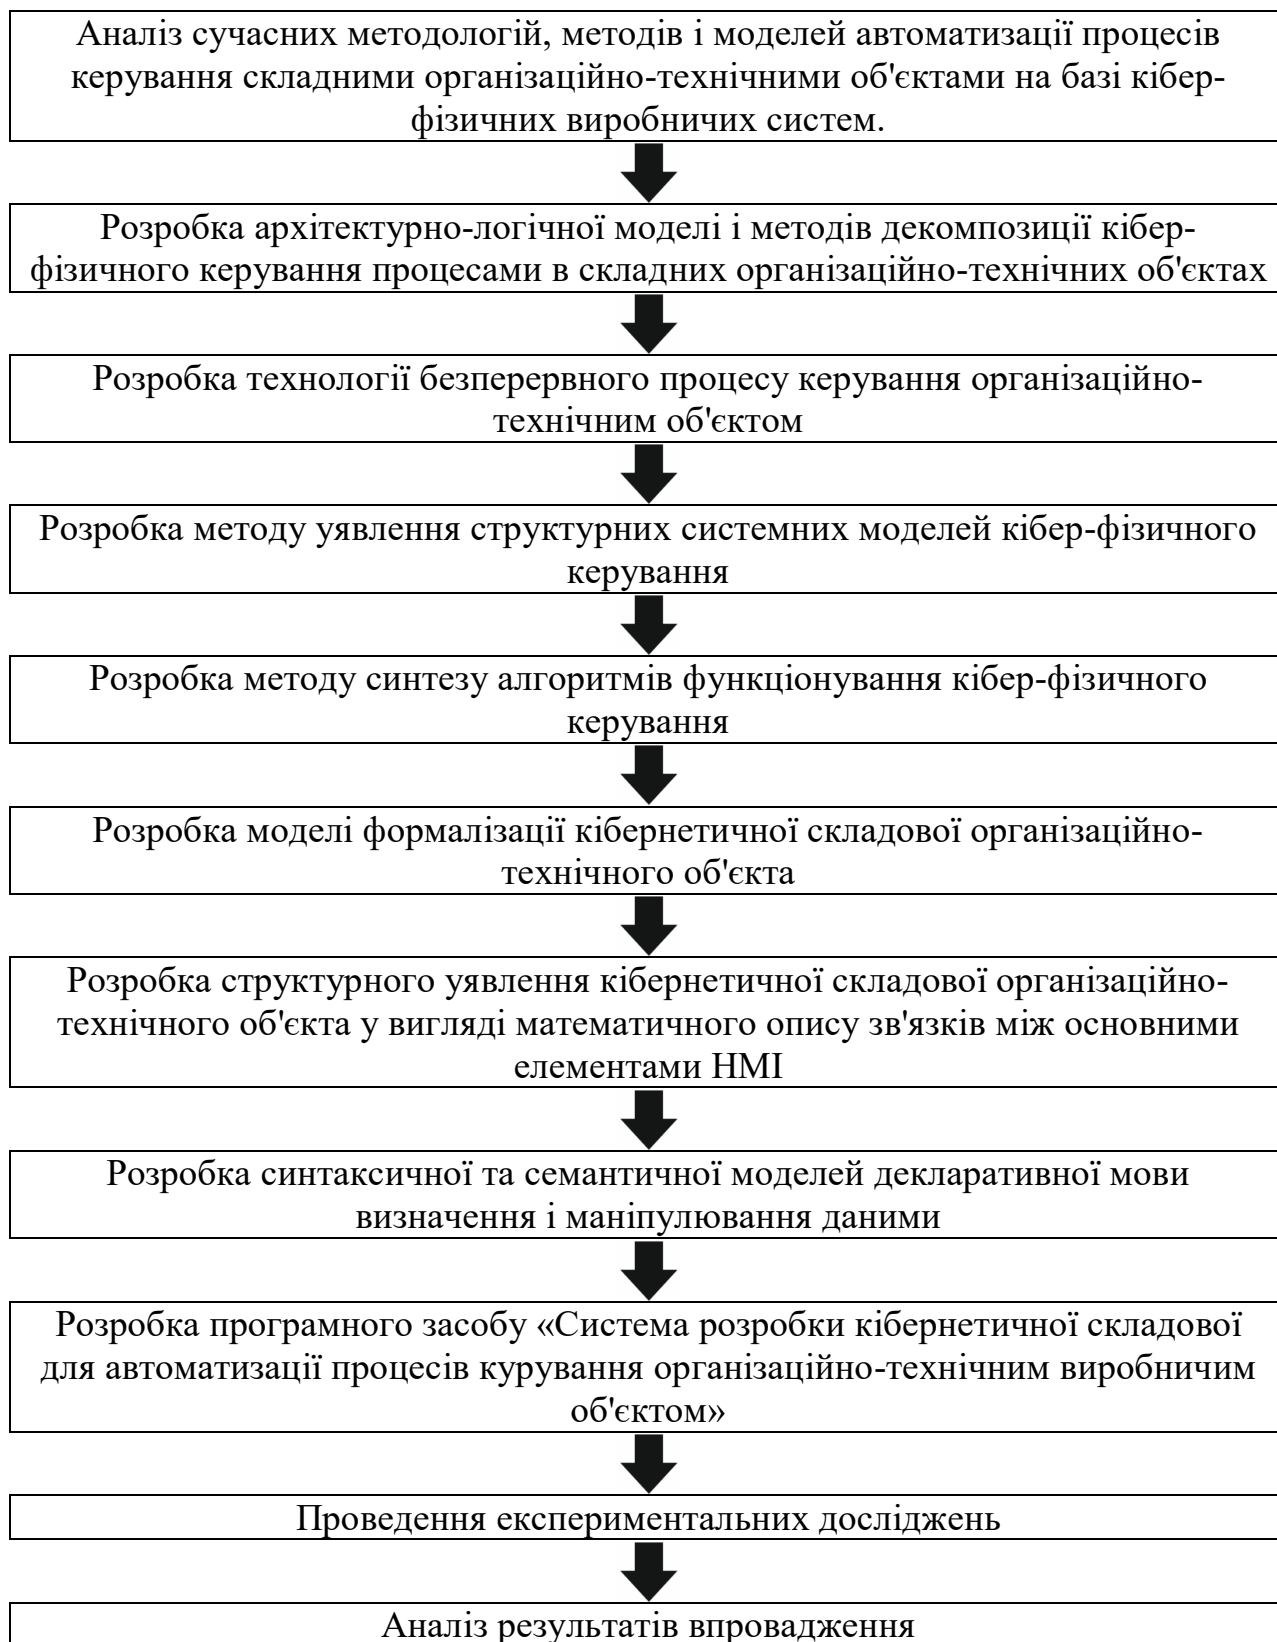 Аналіз сучасних методологій, методів і моделей автоматизації процесів
керування складними організаційно-технічними об'єктами на базі кібер-
фізичних виробничих систем.
Розробка архітектурно-логічної моделі і методів декомпозиції кібер-
фізичного керування процесами в складних організаційно-технічних об'єктах
Розробка технології безперервного процесу керування організаційно-
технічним об'єктом
Розробка методу уявлення структурних системних моделей кібер-фізичного
керування
Розробка методу синтезу алгоритмів функціонування кібер-фізичного
керування
Розробка моделі формалізації кібернетичної складової організаційно-
технічного об'єкта
Розробка структурного уявлення кібернетичної складової організаційно-
технічного об'єкта у вигляді математичного опису зв'язків між основними
елементами HMI
Розробка синтаксичної та семантичної моделей декларативної мови
визначення і маніпулювання даними
Розробка програмного засобу «Система розробки кібернетичної складової
для автоматизації процесів курування організаційно-технічним виробничим
об'єктом»
Проведення експериментальних досліджень
Аналіз результатів впровадження